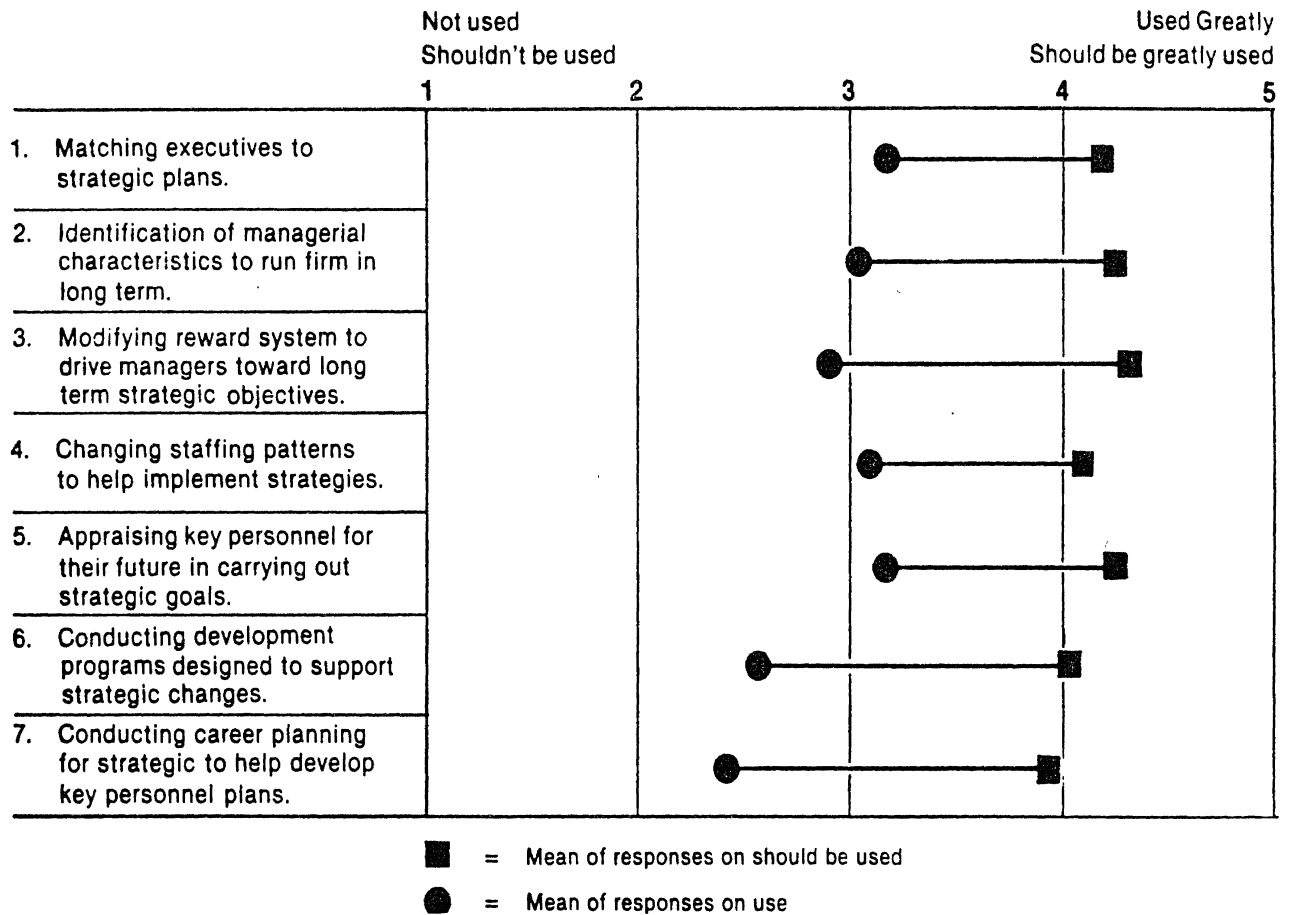 Not used
Shouldn't be used
Used Greatly
Should be greatly used
1 2 3 4 5
1. Matching executives to
strategic plans.
2. Identification of managerial
characteristics to run firm in
long term.
3. Modifying reward system to
drive managers toward long
term strategic objectives.
4. Changing staffing patterns
to help implement strategies.
5. Appraising key personnel for
their future in carrying out
strategic goals.
6. Conducting development
programs designed to support
strategic changes.
7. Conducting career planning
for strategic to help develop
key personnel plans.
■ = Mean of responses on should be used
● = Mean of responses on use